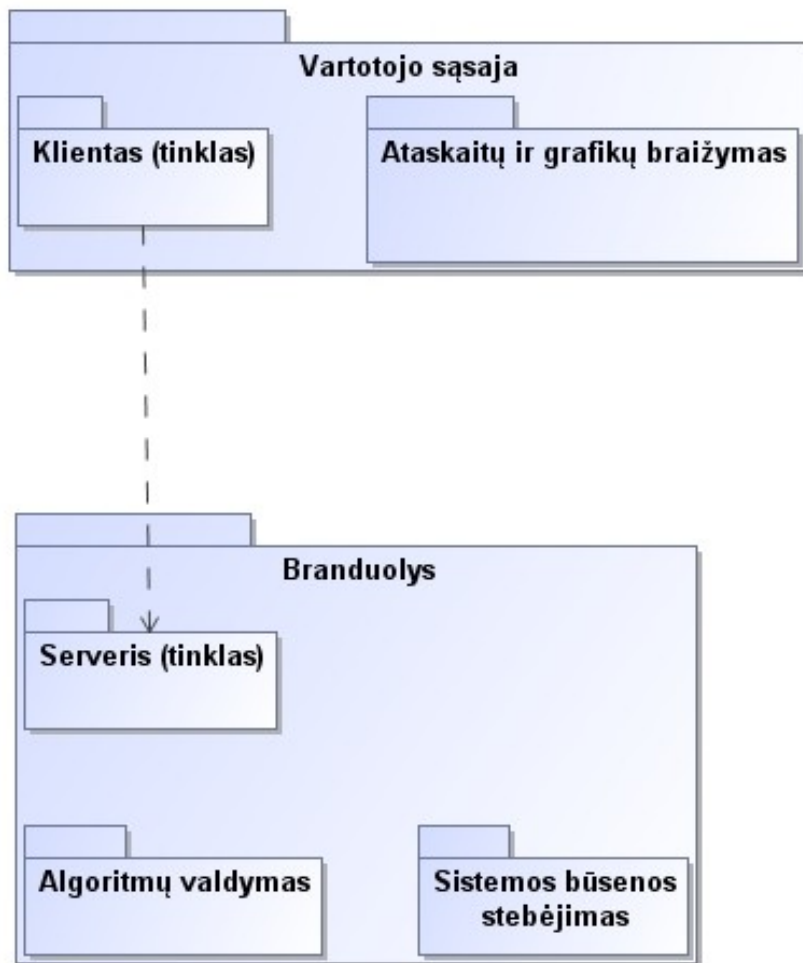 Vartotojo sąsaja
Klientas (tinklas)
Ataskaitų ir grafikų braižymas
Branduolys
Serveris (tinklas)
Algoritmų valdymas
Sistemos būsenos
stebėjimas